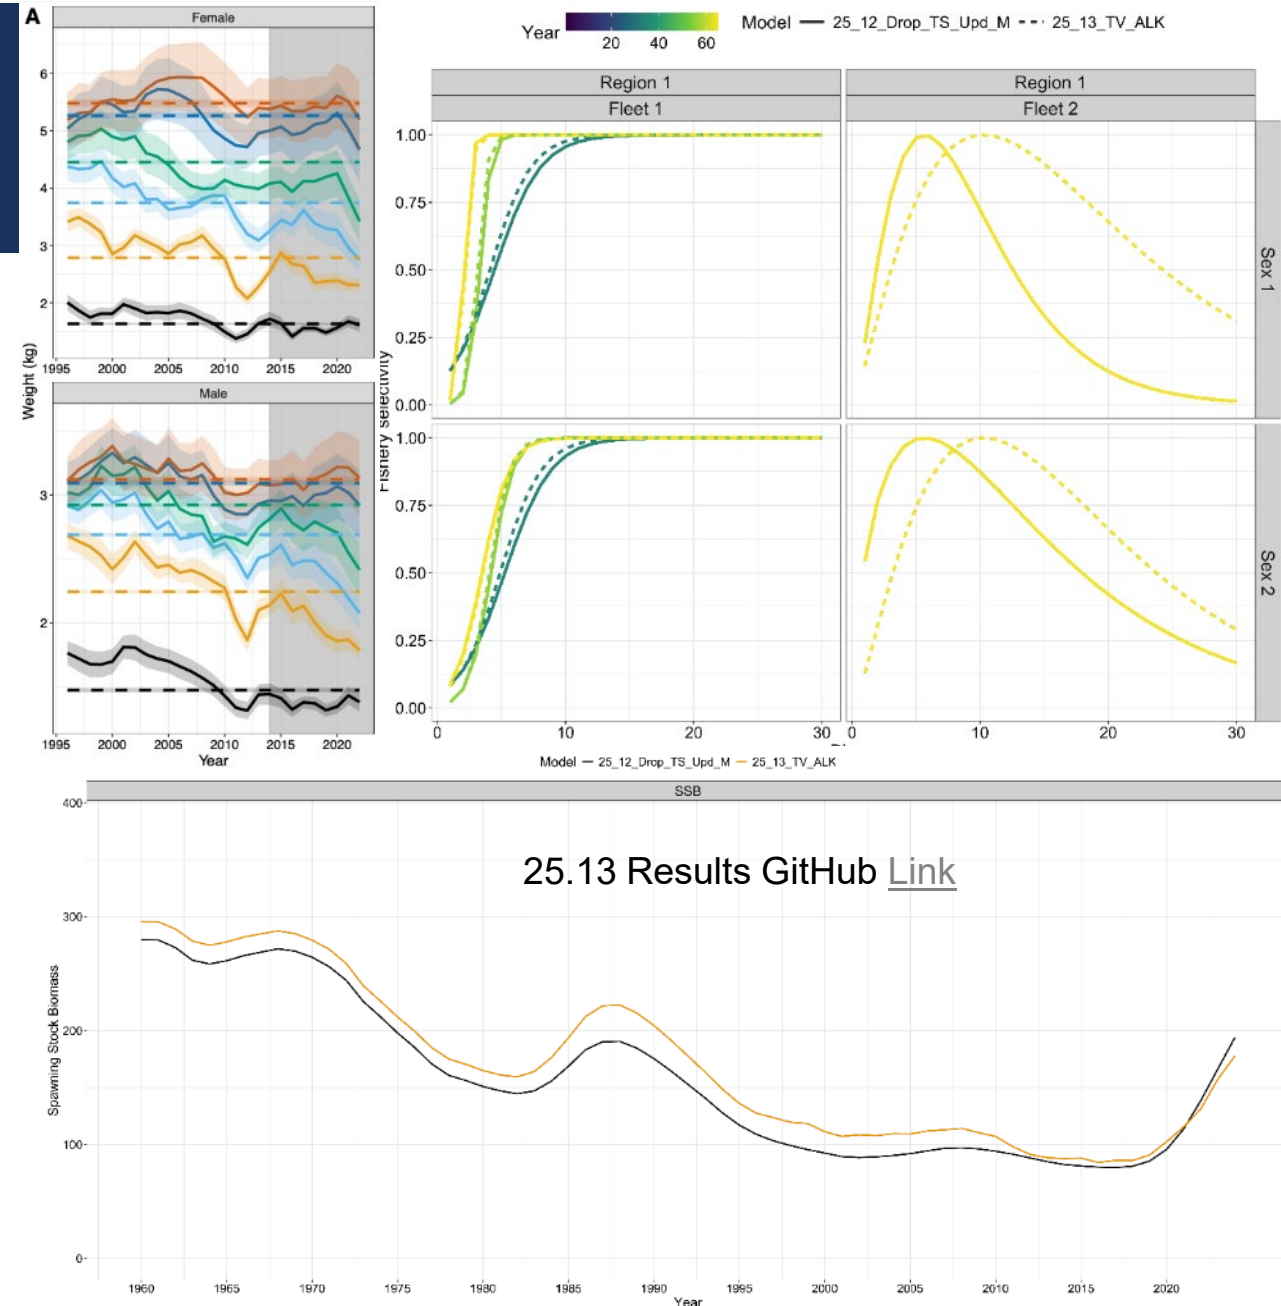 A
Female
6
5
4
3
2
1995 2000 2005 2010 2015 2020
Weight (kg)
Male
3
2
1995 2000 2005 2010 2015 2020
Year
Year 20 40 60 Model 25_12_Drop_TS_Upd_M 25_13_TV_ALK
Region 1 Region 1
Fleet 1 Fleet 2
1.00
0.75
0.50
0.25
0.00
Sex 1
Fishery selectivity
1.00
0.75
0.50
0.25
0.00
Sex 2
0 10 20 30 0 10 20 30
Model 25_12_Drop_TS_Upd_M 25_13_TV_ALK
SSB
25.13 Results GitHub Link
400
300
200
100
0
Spawning Stock Biomass
1960 1965 1970 1975 1980 1985 1990 1995 2000 2005 2010 2015 2020
Year